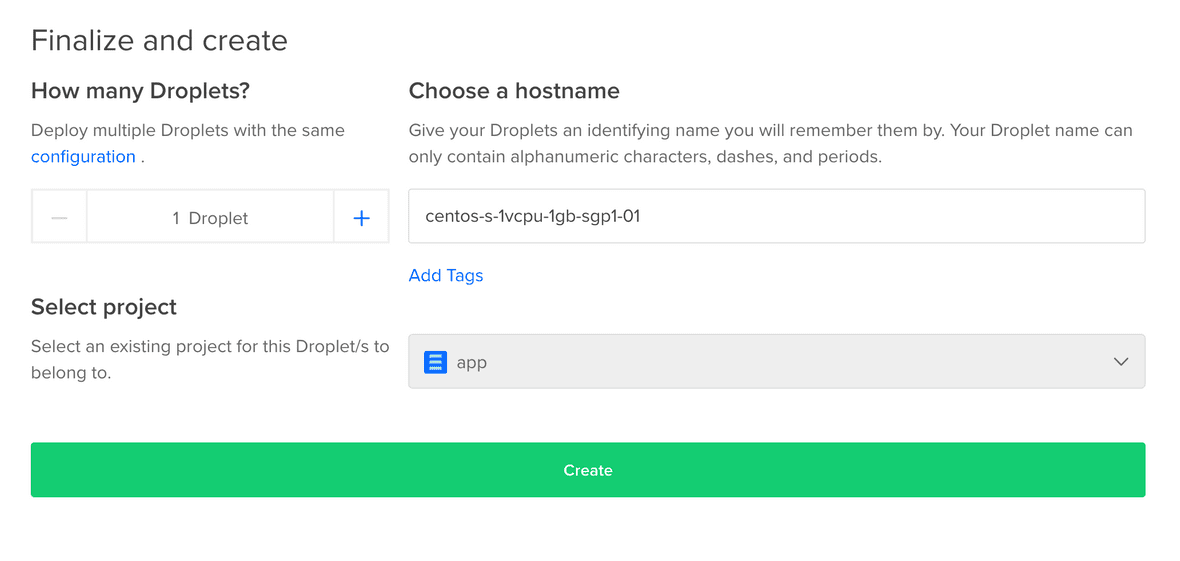 Finalize and create
How many Droplets?
Deploy multiple Droplets with the same
configuration .
1 Droplet
Choose a hostname
Give your Droplets an identifying name you will remember them by. Your Droplet name can
only contain alphanumeric characters, dashes, and periods.
centos-s-1vcpu-1gb-sgp1-01
Add Tags
Select project
Select an existing project for this Droplet/s to
belong to.
app
Create